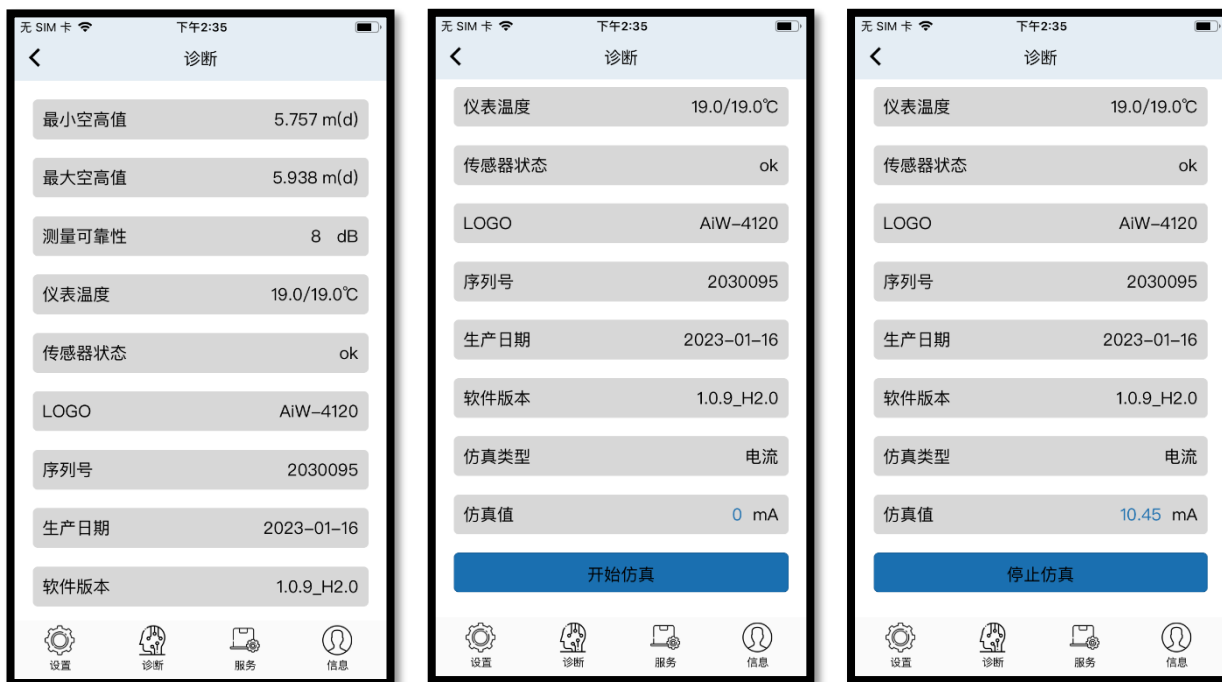 无 SIM 卡 下午2:35
诊断
最小空高值 5.757 m(d)
最大空高值 5.938 m(d)
测量可靠性 8 dB
仪表温度 19.0/19.0℃
传感器状态 ok
LOGO AiW–4120
序列号 2030095
生产日期 2023–01–16
软件版本 1.0.9_H2.0
设置 诊断 服务 信息
无 SIM 卡 下午2:35
诊断
仪表温度 19.0/19.0℃
传感器状态 ok
LOGO AiW–4120
序列号 2030095
生产日期 2023–01–16
软件版本 1.0.9_H2.0
仿真类型 电流
仿真值 0 mA
开始仿真
设置 诊断 服务 信息
无 SIM 卡 下午2:35
诊断
仪表温度 19.0/19.0℃
传感器状态 ok
LOGO AiW–4120
序列号 2030095
生产日期 2023–01–16
软件版本 1.0.9_H2.0
仿真类型 电流
仿真值 10.45 mA
停止仿真
设置 诊断 服务 信息